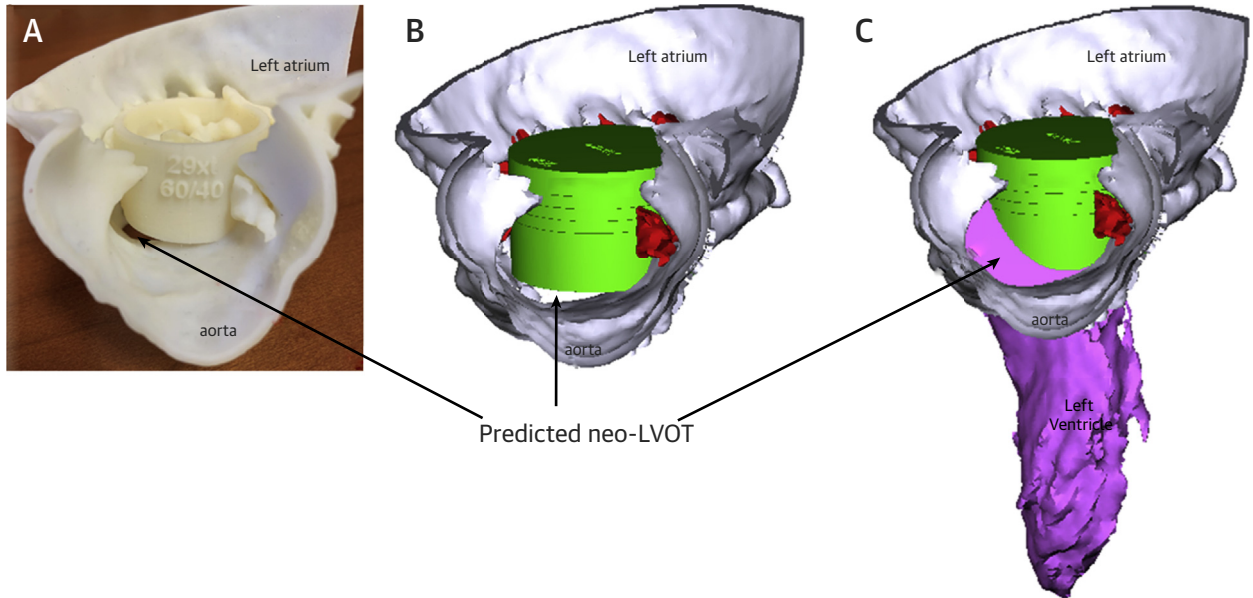 A
Left atrium
29xt
60/40
aorta
B
Left atrium
aorta
C
Left atrium
aorta
Left
Ventricle
Predicted neo-LVOT